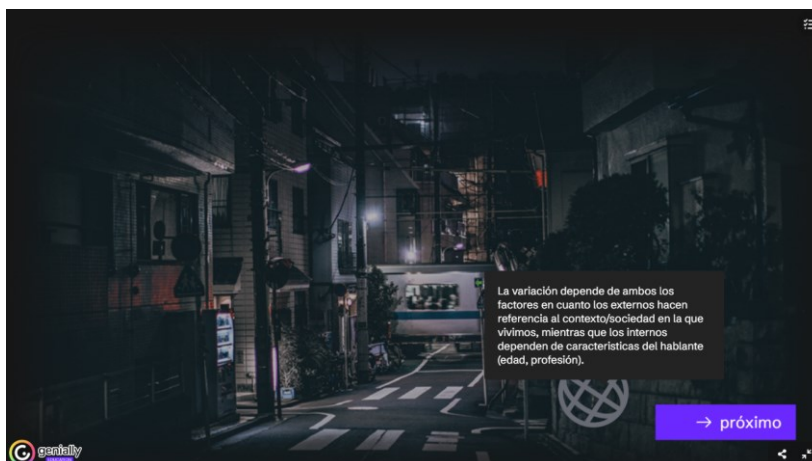 La variación depende de ambos los
factores en cuanto los externos hacen
referencia al contexto/sociedad en la que
vivimos, mientras que los internos
dependen de características del hablante
(edad, profesión).
→ próximo
genially